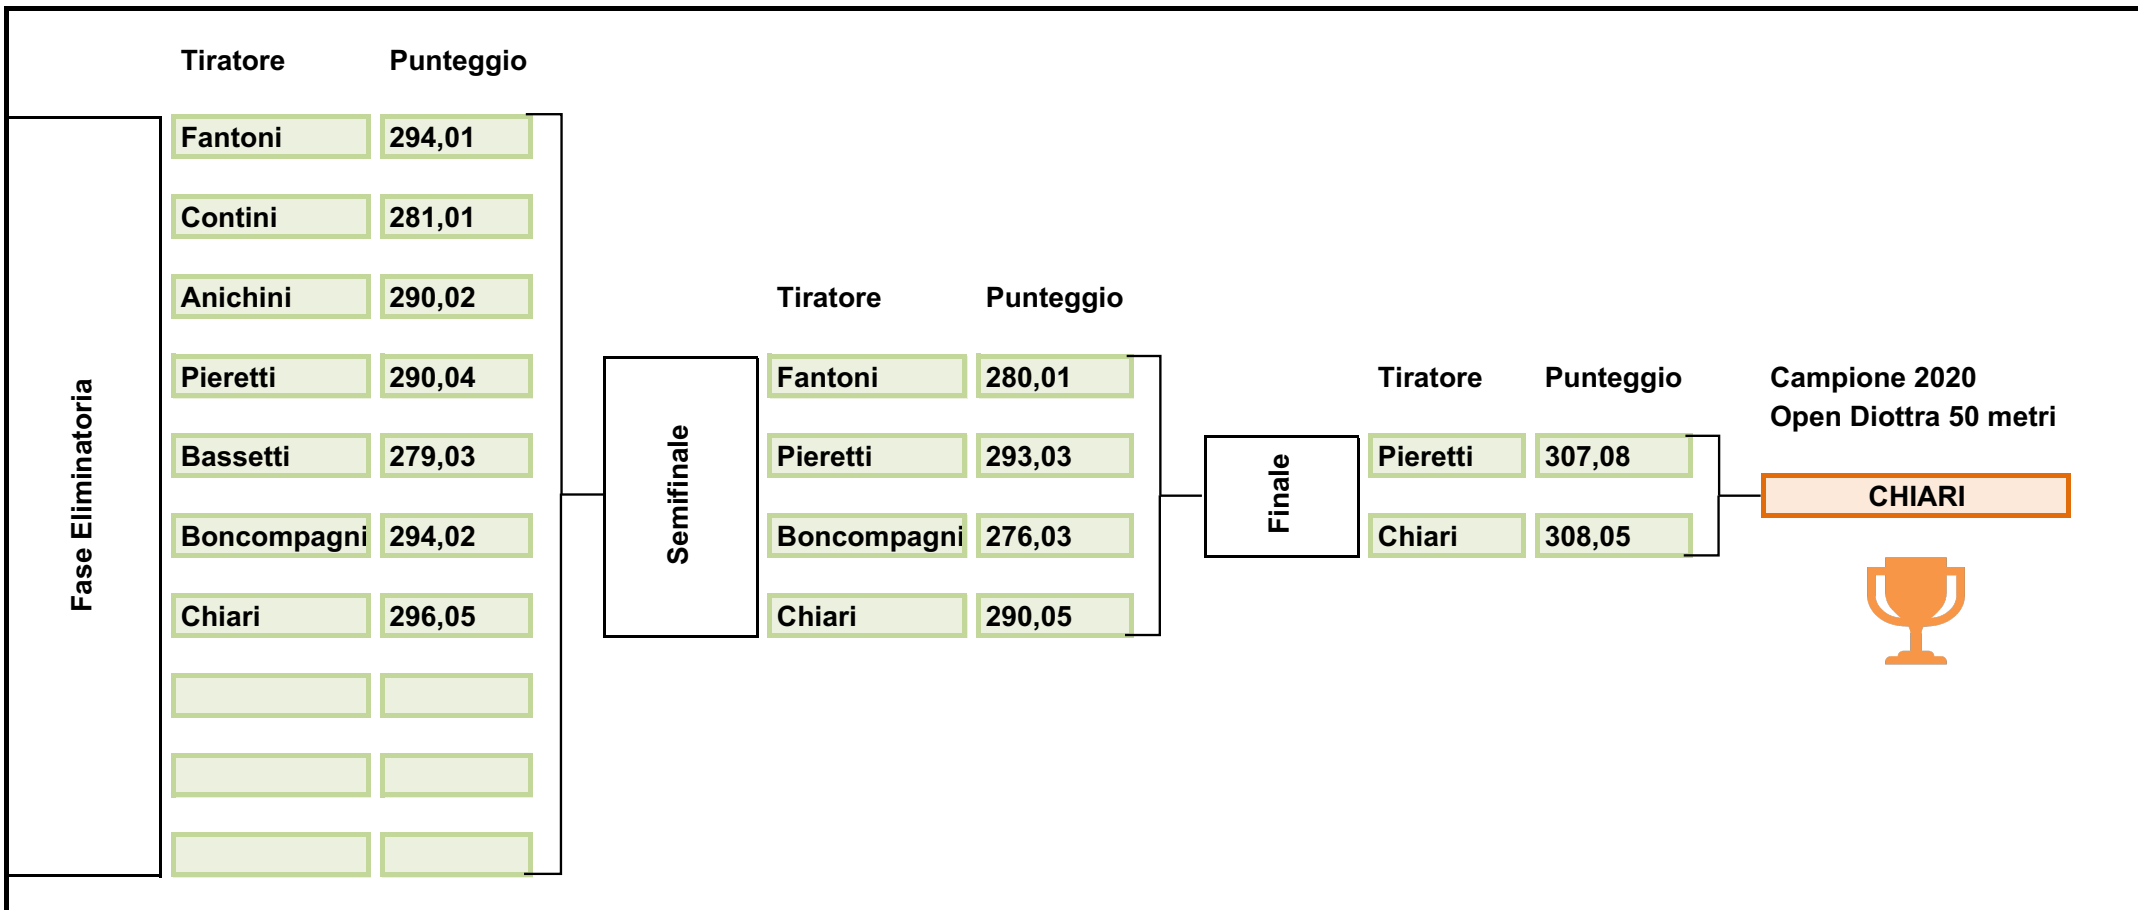 Tiratore Punteggio
Fase Eliminatoria
Fantoni 294,01
Contini 281,01
Anichini 290,02
Pieretti 290,04
Bassetti 279,03
Boncompagni 294,02
Chiari 296,05
Tiratore Punteggio
Semifinale
Fantoni 280,01
Pieretti 293,03
Boncompagni 276,03
Chiari 290,05
Tiratore Punteggio
Finale
Pieretti 307,08
Chiari 308,05
Campione 2020
Open Diottra 50 metri
CHIARI